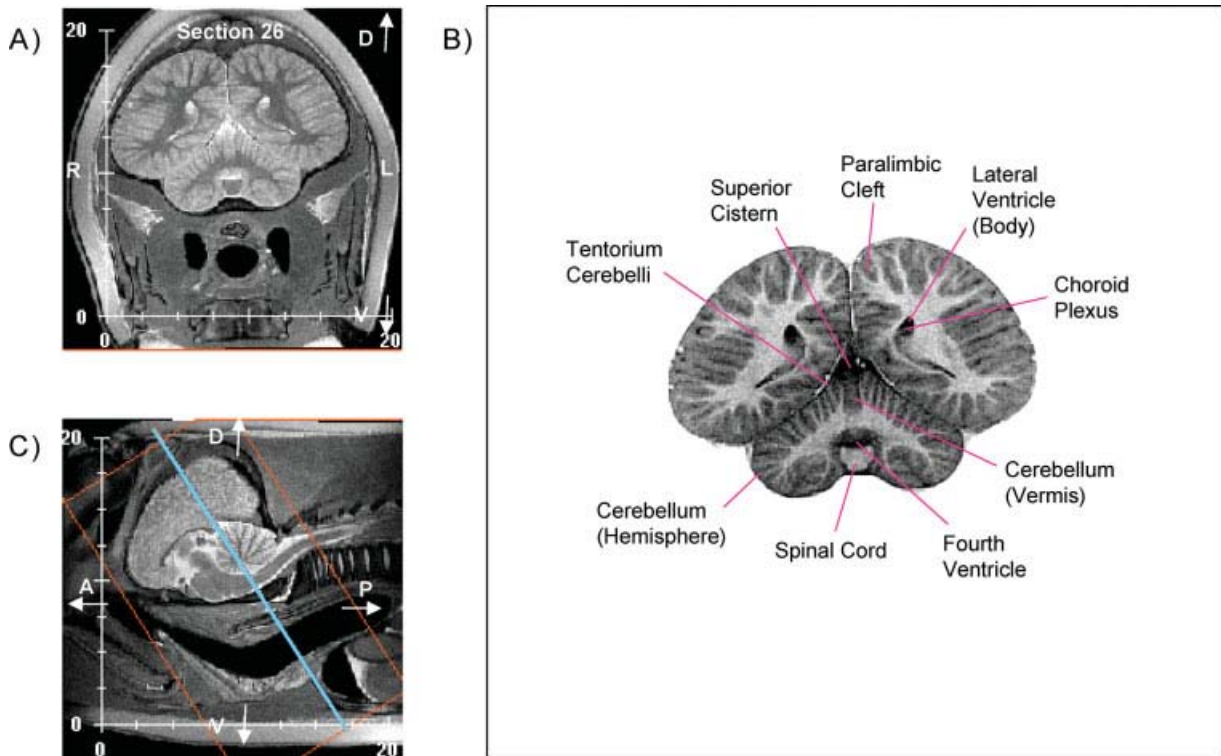 A)
20
Section 26
D
R
L
0
V
0
20
B)
Paralimbic
Cleft
Lateral
Ventricle
(Body)
Superior
Cistern
Tentorium
Cerebelli
Choroid
Plexus
Cerebellum
(Vermis)
Cerebellum
(Hemisphere)
Spinal Cord
Fourth
Ventricle
C)
20
D
A
P
0
V
0
20